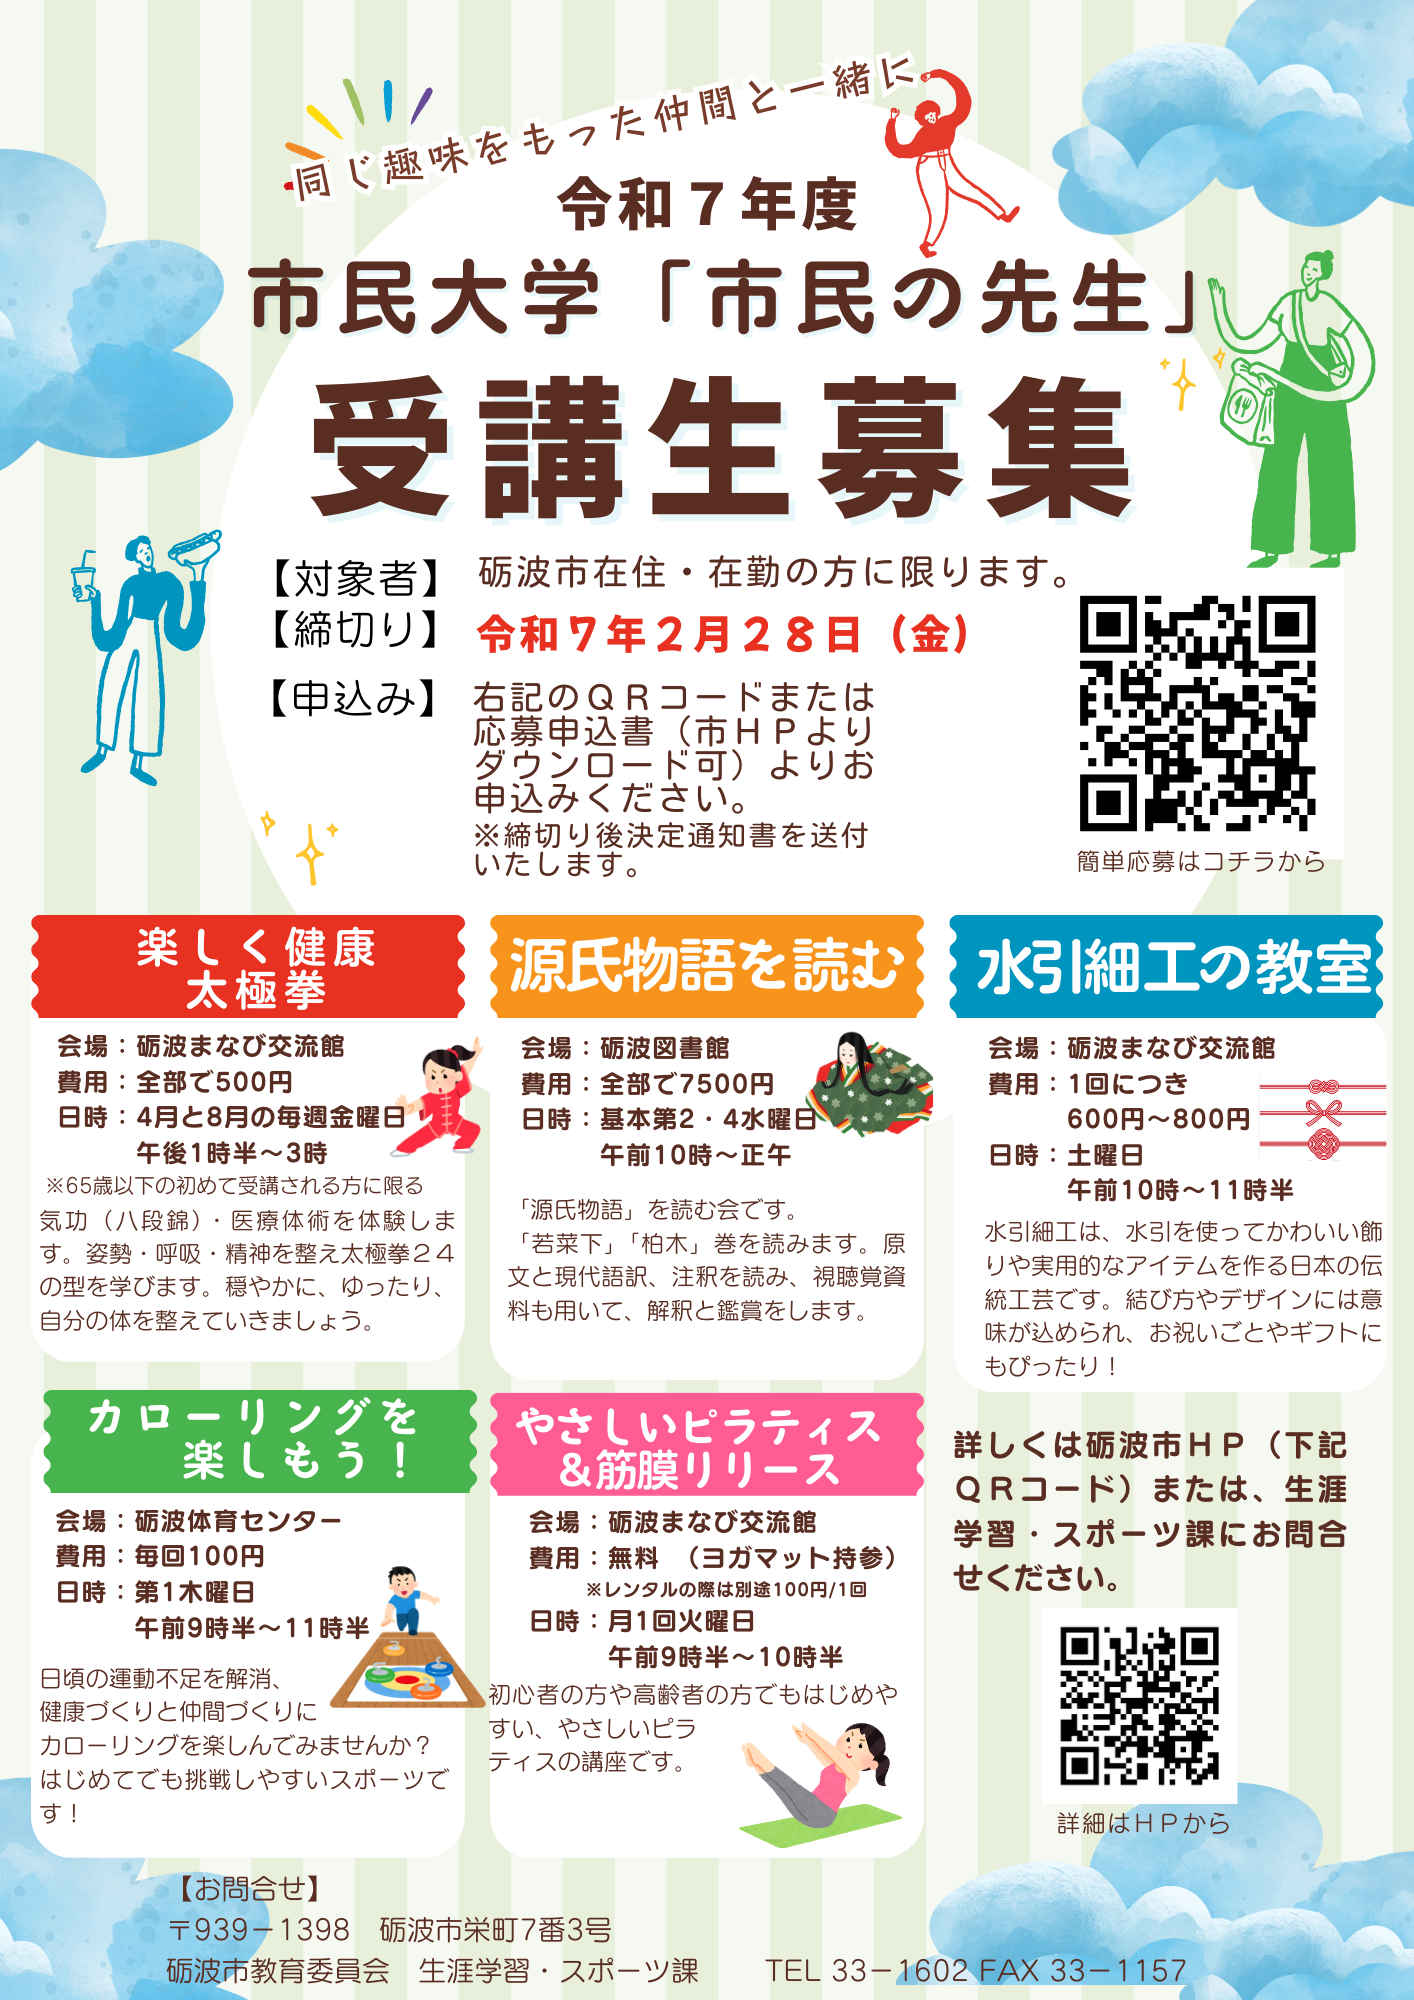 同じ趣味をもった仲間と一緒に
令和７年度
市民大学「市民の先生」
受講生募集
【対象者】 砺波市在住・在勤の方に限ります。
【締切り】 令和７年２月２８日（金）
【申込み】 右記のＱＲコードまたは
応募申込書（市ＨＰより
ダウンロード可）よりお
申込みください。
※締切り後決定通知書を送付
いたします。
簡単応募はコチラから
楽しく健康
太極拳
会場：砺波まなび交流館
費用：全部で500円
日時：4月と8月の毎週金曜日
午後1時半～3時
※65歳以下の初めて受講される方に限る
気功（八段錦）・医療体術を体験しま
す。姿勢・呼吸・精神を整え太極拳２４
の型を学びます。穏やかに、ゆったり、
自分の体を整えていきましょう。
源氏物語を読む
会場：砺波図書館
費用：全部で7500円
日時：基本第2・4水曜日
午前10時～正午
「源氏物語」を読む会です。
「若菜下」「柏木」巻を読みます。原
文と現代語訳、注釈を読み、視聴覚資
料も用いて、解釈と鑑賞をします。
水引細工の教室
会場：砺波まなび交流館
費用：1回につき
600円～800円
日時：土曜日
午前10時～11時半
水引細工は、水引を使ってかわいい飾
りや実用的なアイテムを作る日本の伝
統工芸です。結び方やデザインには意
味が込められ、お祝いごとやギフトに
もぴったり！
カローリングを
楽しもう！
会場：砺波体育センター
費用：毎回100円
日時：第1木曜日
午前9時半～11時半
日頃の運動不足を解消、
健康づくりと仲間づくりに
カローリングを楽しんでみませんか？
はじめてでも挑戦しやすいスポーツで
す！
やさしいピラティス
＆筋膜リリース
会場：砺波まなび交流館
費用：無料 （ヨガマット持参）
※レンタルの際は別途100円/1回
日時：月1回火曜日
午前9時半～10時半
初心者の方や高齢者の方でもはじめや
すい、やさしいピラ
ティスの講座です。
詳しくは砺波市ＨＰ（下記
ＱＲコード）または、生涯
学習・スポーツ課にお問合
せください。
詳細はＨＰから
【お問合せ】
〒939－1398 砺波市栄町7番3号
砺波市教育委員会 生涯学習・スポーツ課 TEL 33－1602 FAX 33－1157